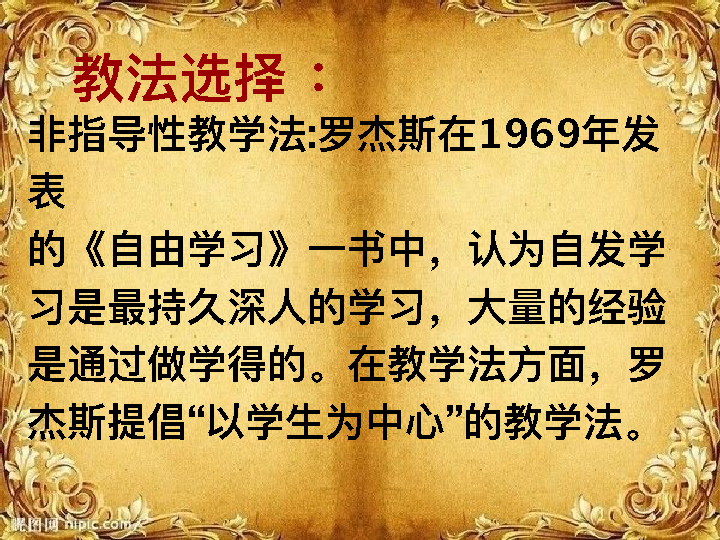 教法选择：
非指导性教学法:罗杰斯在1969年发
表
的《自由学习》一书中，认为自发学
习是最持久深人的学习，大量的经验
是通过做学得的。在教学法方面，罗
杰斯提倡“以学生为中心”的教学法。
昵图网 nipic.com